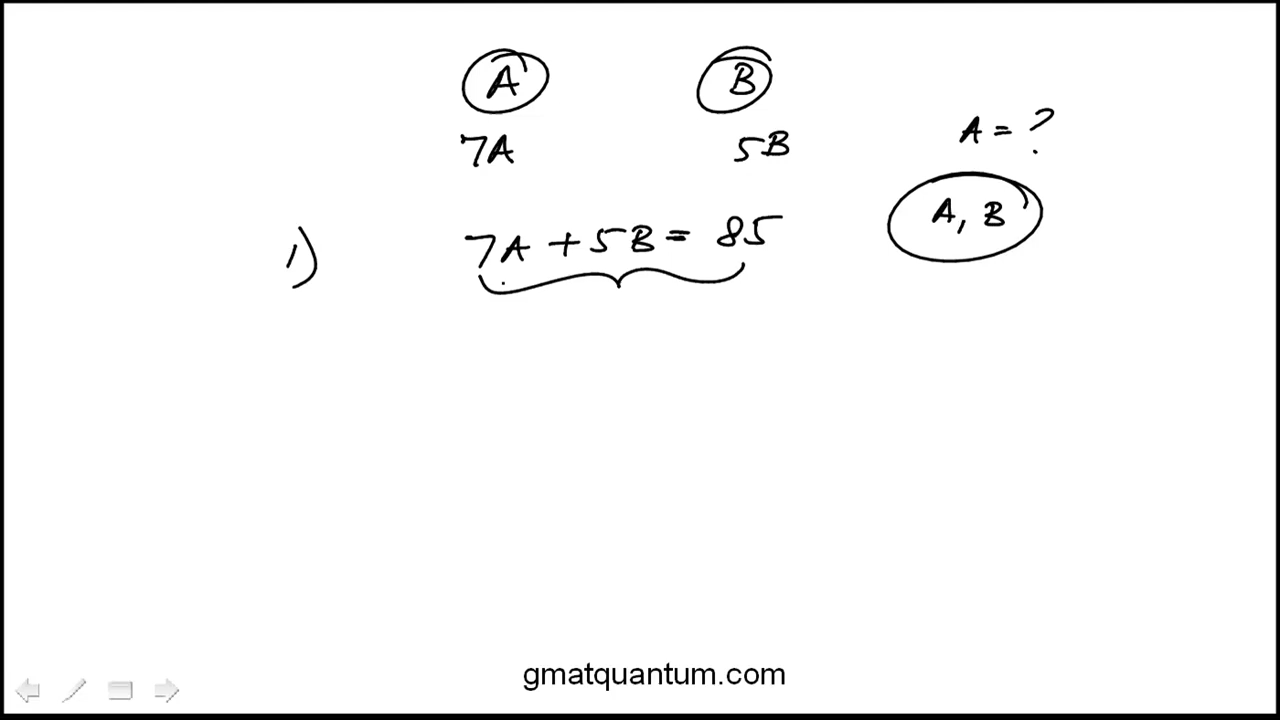 A B
7A 5B A = ?
A, B
1) 7A + 5B = 85
gmatquantum.com